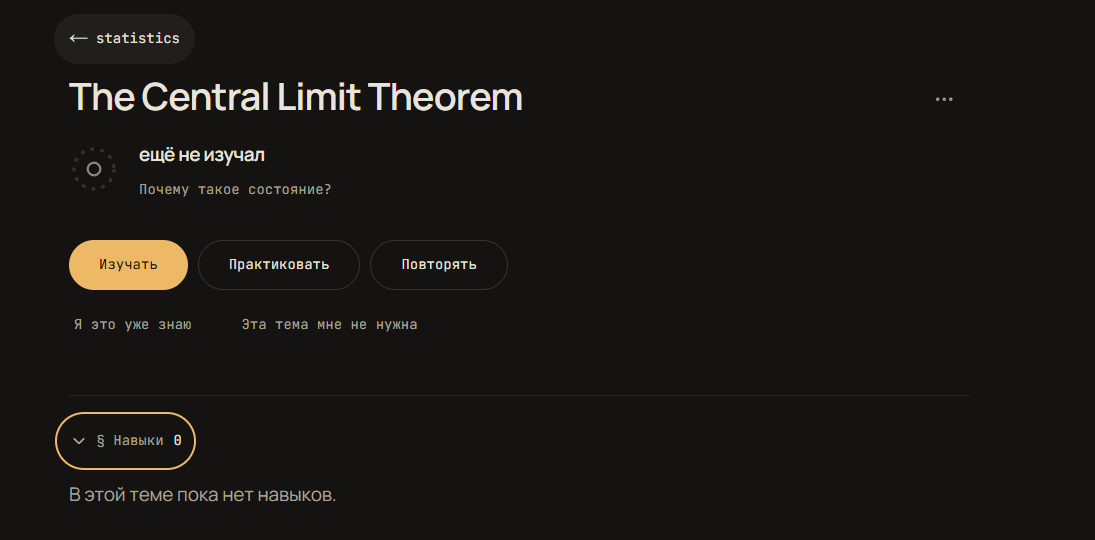 ← statistics
The Central Limit Theorem
...
ещё не изучал
Почему такое состояние?
Изучать Практиковать Повторять
Я это уже знаю Эта тема мне не нужна
§ Навыки 0
В этой теме пока нет навыков.